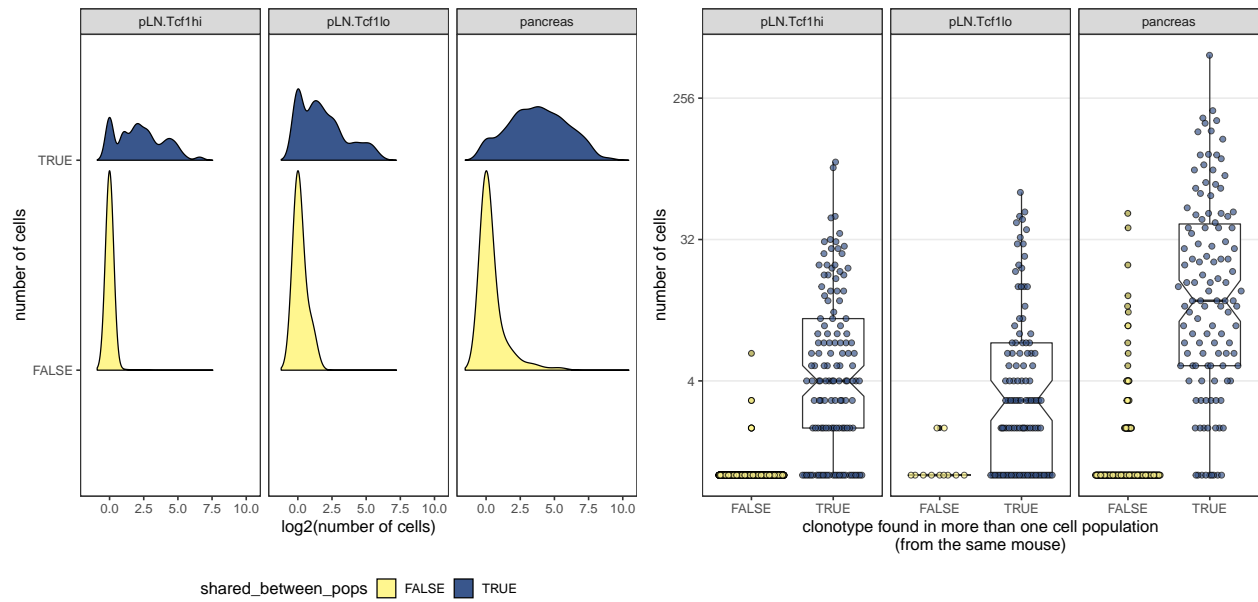 pLN.Tcf1hi pLN.Tcf1lo pancreas
number of cells
TRUE
FALSE
0.0 2.5 5.0 7.5 10.0 0.0 2.5 5.0 7.5 10.0 0.0 2.5 5.0 7.5 10.0
log2(number of cells)
shared_between_pops FALSE TRUE
pLN.Tcf1hi pLN.Tcf1lo pancreas
number of cells
256
32
4
FALSE TRUE FALSE TRUE FALSE TRUE
clonotype found in more than one cell population
(from the same mouse)